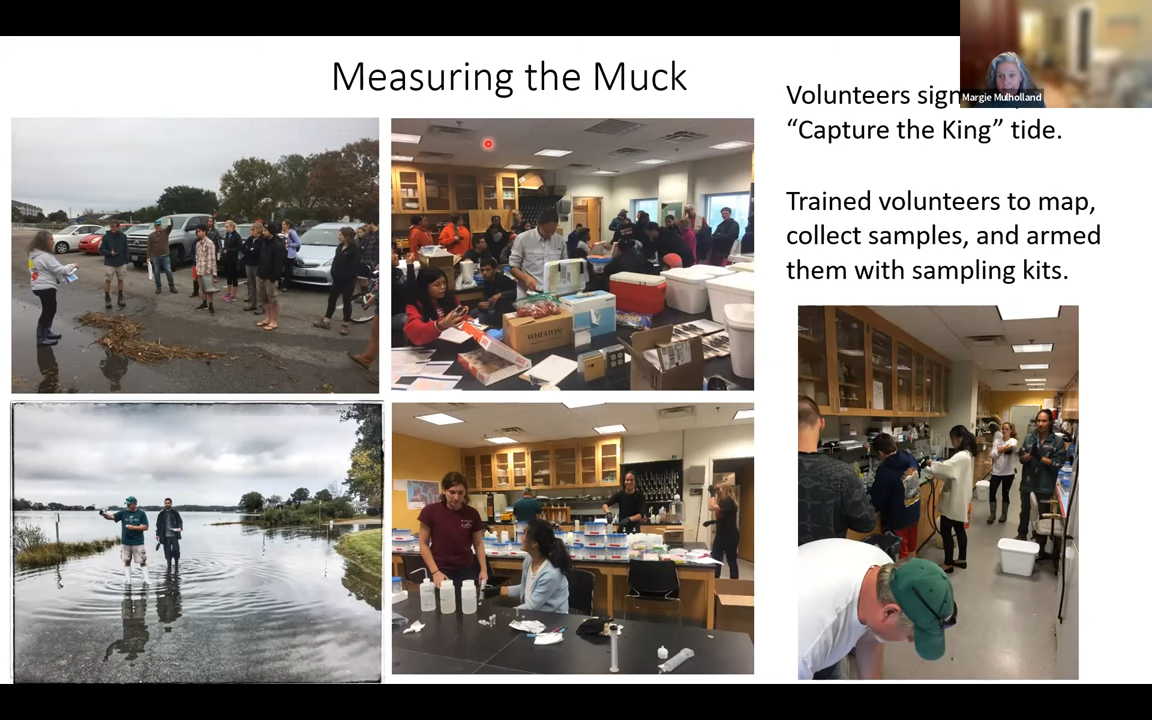 Measuring the Muck
Margie Mulholland
Volunteers sign
“Capture the King” tide.
Trained volunteers to map,
collect samples, and armed
them with sampling kits.
WHEATON